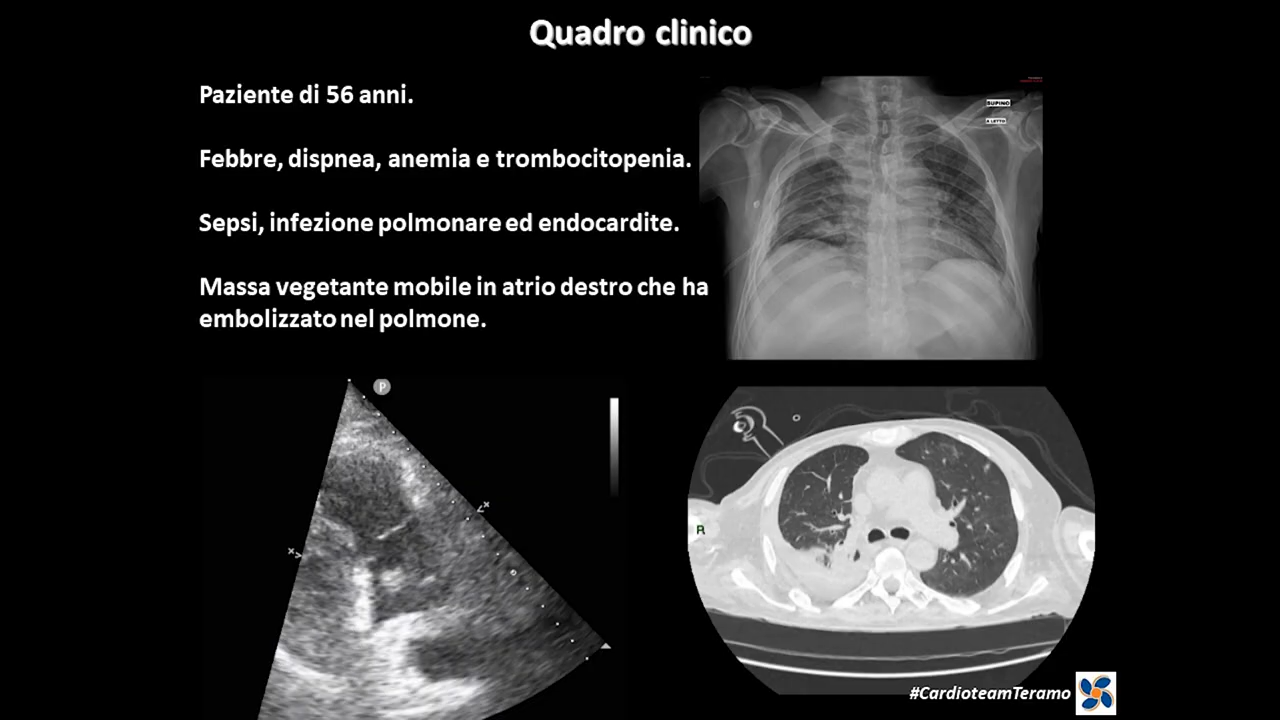 Quadro clinico
Paziente di 56 anni.
Febbre, dispnea, anemia e trombocitopenia.
Sepsi, infezione polmonare ed endocardite.
Massa vegetante mobile in atrio destro che ha
embolizzato nel polmone.
SUPINO
A LETTO
P
R
#CardioteamTeramo